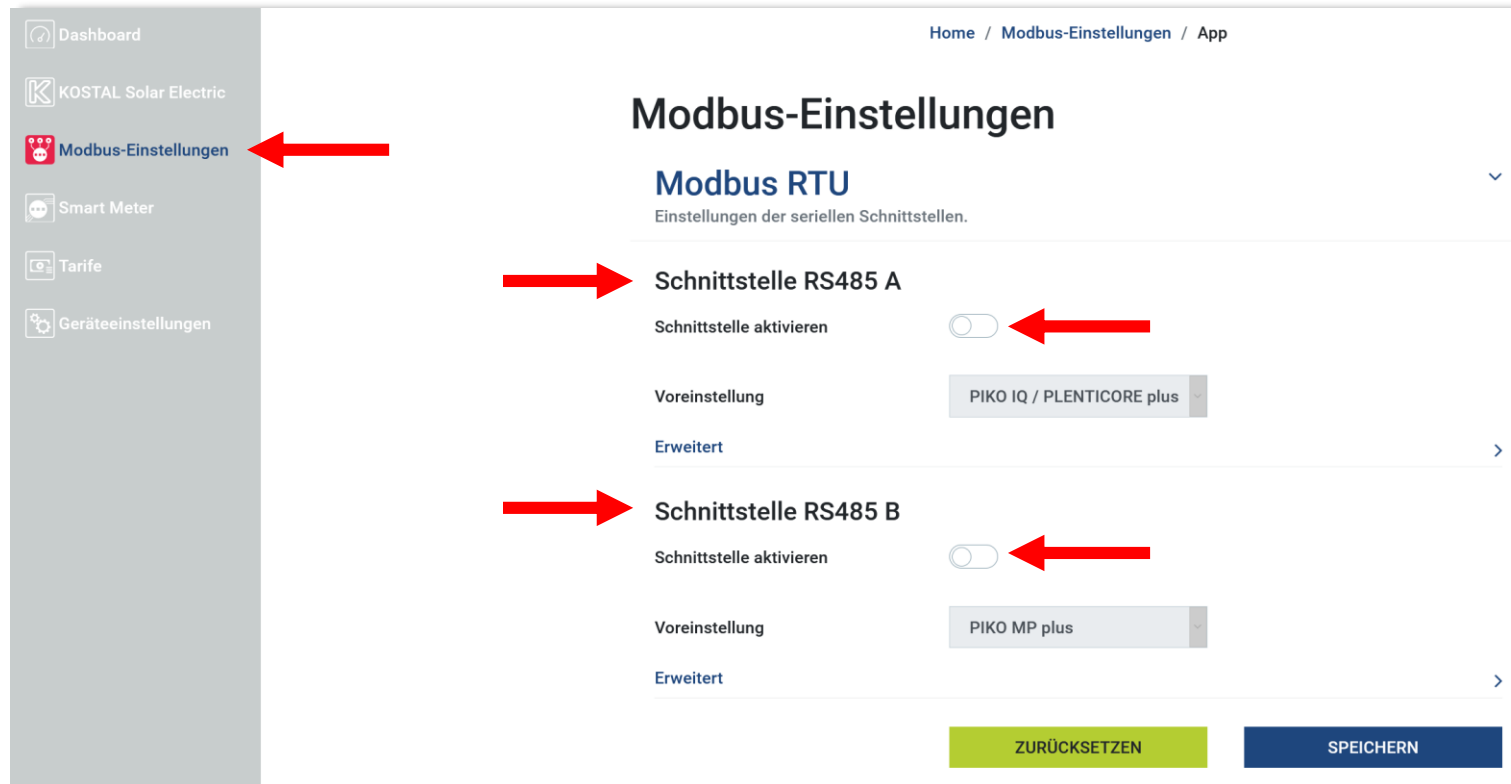 Dashboard
KOSTAL Solar Electric
Modbus-Einstellungen
Smart Meter
Tarife
Geräteeinstellungen
Home / Modbus-Einstellungen / App
Modbus-Einstellungen
Modbus RTU
Einstellungen der seriellen Schnittstellen.
Schnittstelle RS485 A
Schnittstelle aktivieren
Voreinstellung PIKO IQ / PLENTICORE plus
Erweitert
Schnittstelle RS485 B
Schnittstelle aktivieren
Voreinstellung PIKO MP plus
Erweitert
ZURÜCKSETZEN SPEICHERN